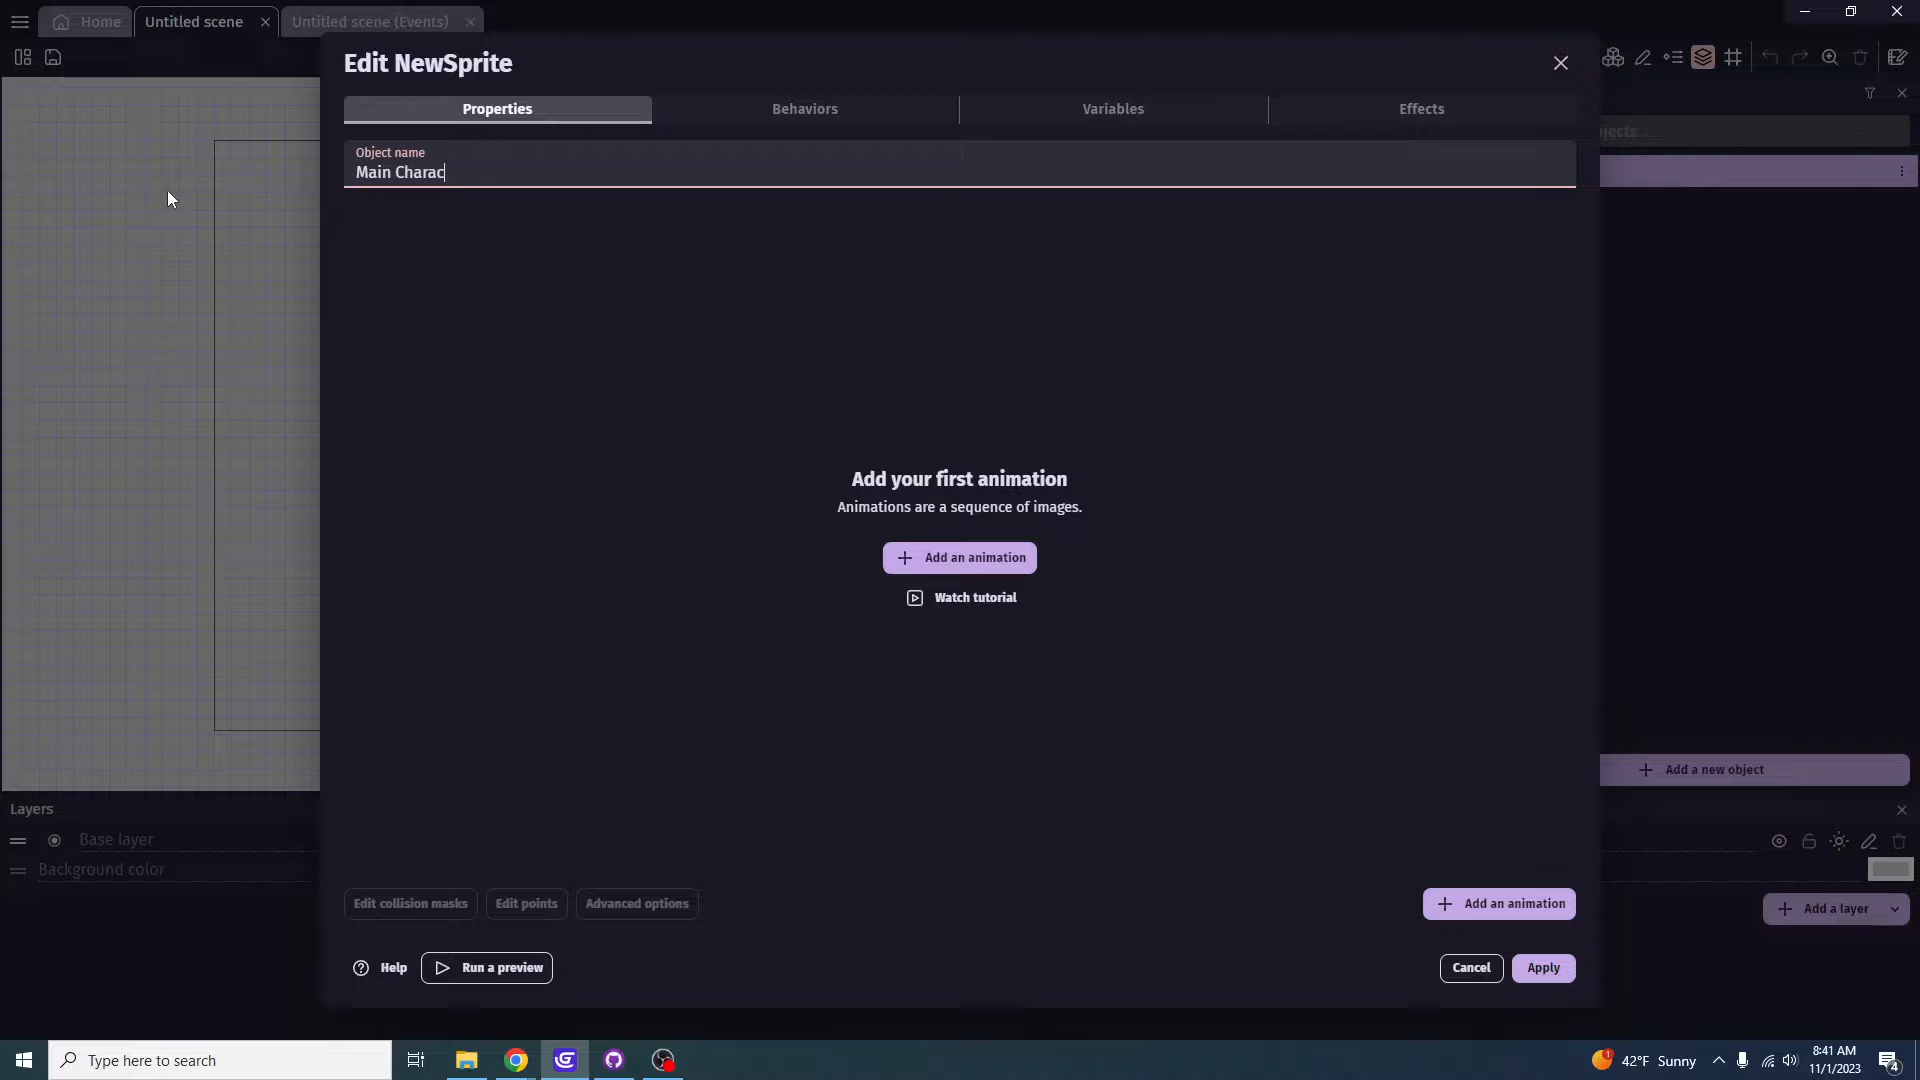 Home
Untitled scene
Untitled scene (Events)
Edit NewSprite
Properties
Behaviors
Variables
Effects
Object name
Main Charac
Add your first animation
Animations are a sequence of images.
Add an animation
Watch tutorial
Add a new object
Layers
Base layer
Background color
Edit collision masks
Edit points
Advanced options
Add an animation
Add a layer
Help
Run a preview
Cancel
Apply
Type here to search
1
42°F Sunny
8:41 AM
11/1/2023
4